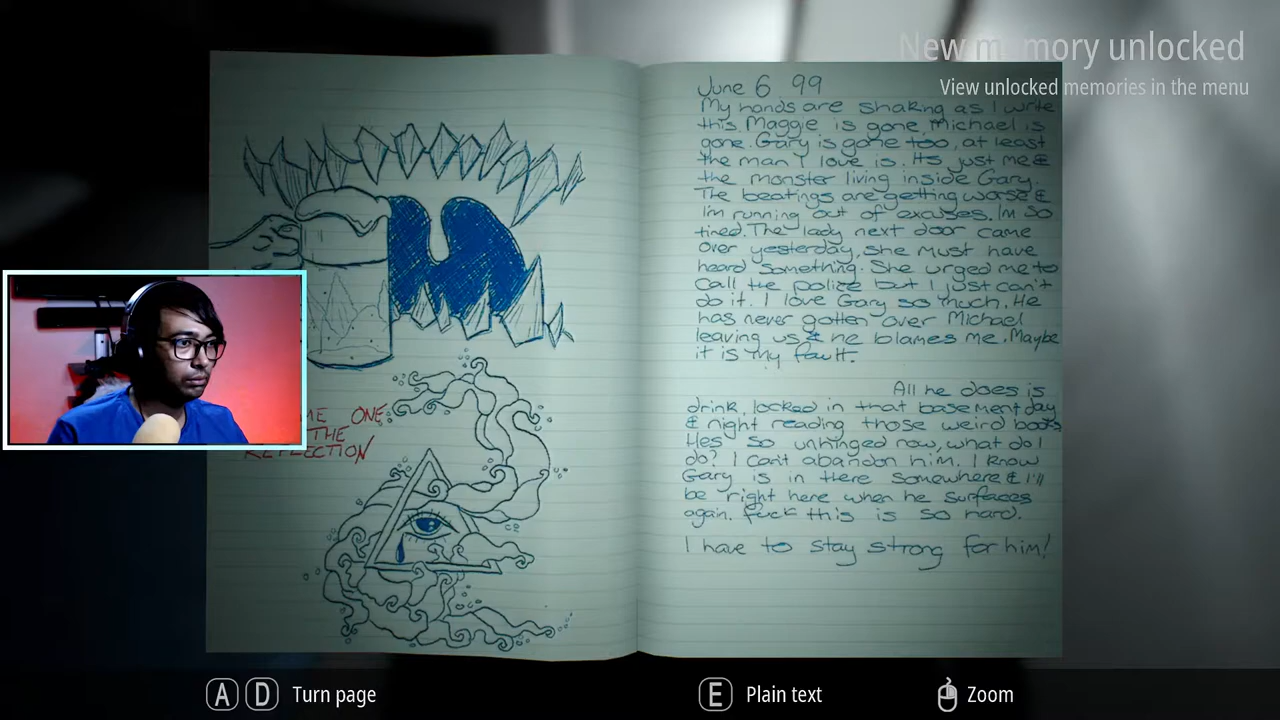 New memory unlocked
View unlocked memories in the menu
June 6 99
My hands are shaking as I write
this. Maggie is gone, Michael is
gone. Gary is gone too, at least
the man I love is. Its just me &
the monster living inside Gary.
The beatings are getting worse &
I'm running out of excuses. Im so
tired. The lady next door came
over yesterday, she must have
heard something. She urged me to
call the police but I just can't
do it. I love Gary so much. He
has never gotten over Michael
leaving us & he blames me. Maybe
it is my fault.
All he does is
drink, locked in that basement day
& night reading those weird books
Hes so unhinged now, what do I
do? I cant abandon him. I know
Gary is in there somewhere & I'll
be right here when he surfaces
again. Fuck this is so hard.
I have to stay strong for him!
ONE
THE
REFLECTION
A D Turn page
E Plain text
Zoom